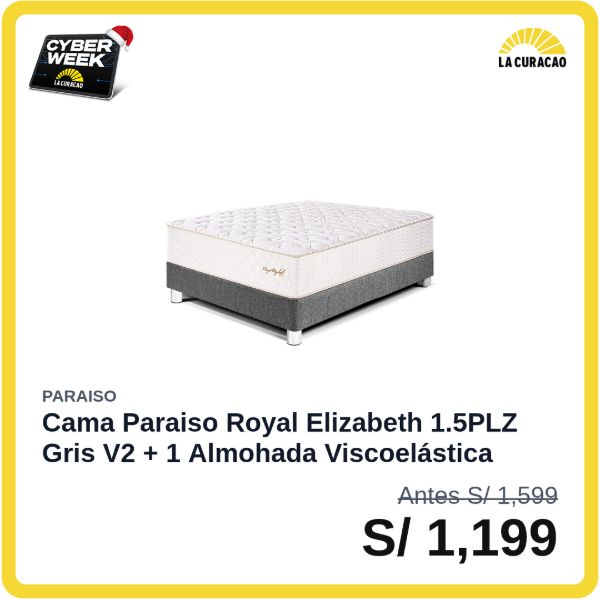 CYBER
WEEK
LA CURACAO
LA CURACAO
PARAISO
Cama Paraiso Royal Elizabeth 1.5PLZ
Gris V2 + 1 Almohada Viscoelástica
Antes S/ 1,599
S/ 1,199